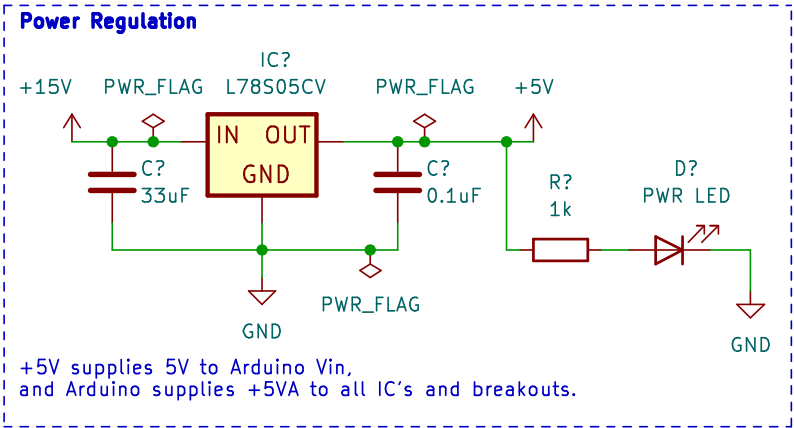 Power Regulation
IC?
+15V PWR_FLAG L78S05CV PWR_FLAG +5V
IN OUT
GND
C?
33uF
C?
0.1uF
R?
1k
D?
PWR LED
PWR_FLAG
GND
GND
+5V supplies 5V to Arduino Vin,
and Arduino supplies +5VA to all IC's and breakouts.